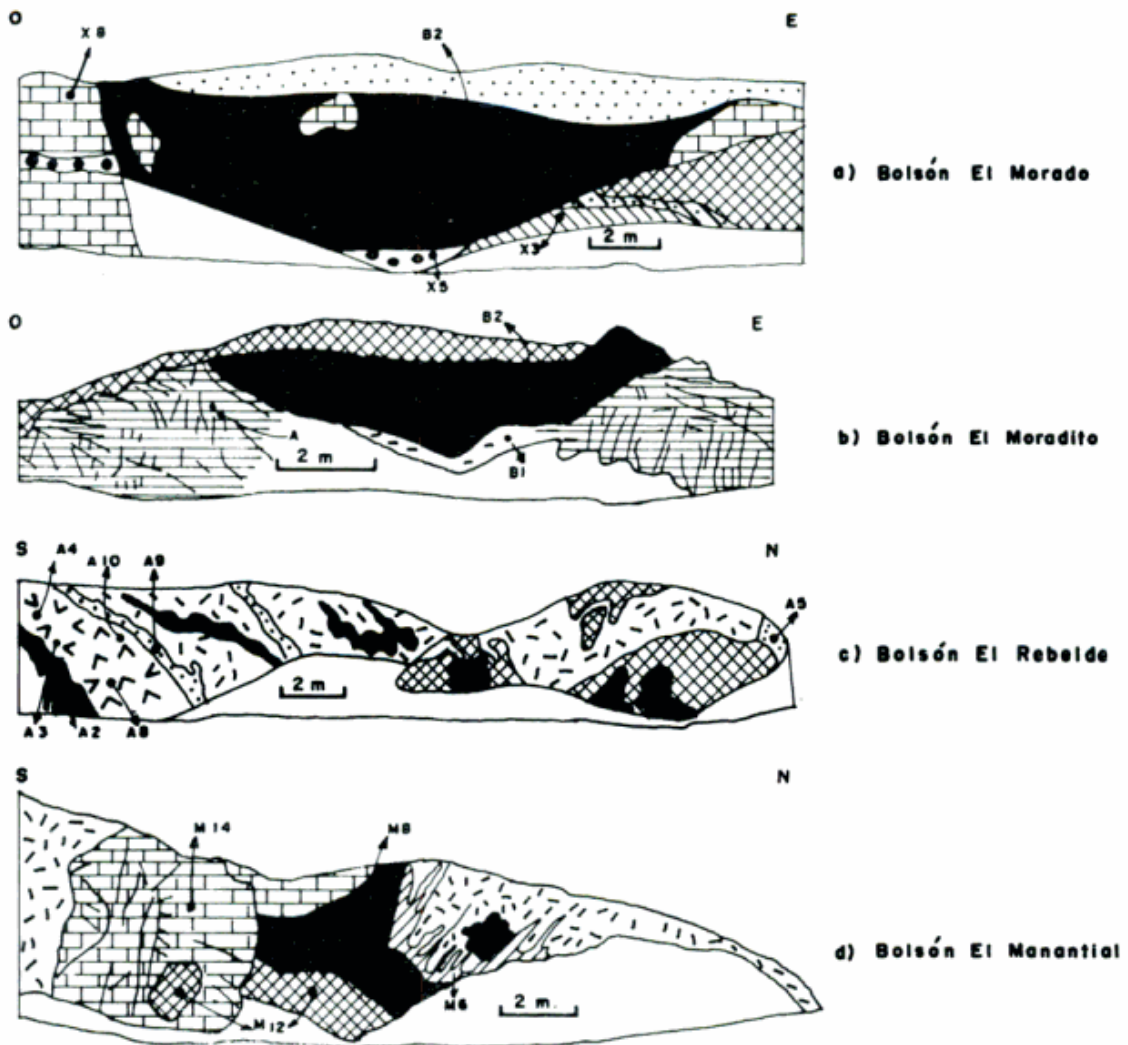 O E
X8 B2
a) Bolsón El Morado
2 m
X3
X5
O E
B2
b) Bolsón El Moradito
A
2 m
B1
S N
A4 A10 A9
A5
c) Bolsón El Rebelde
2 m
A3 A2 A8
S N
M14 M8
d) Bolsón El Manantial
M6
2 m.
M12